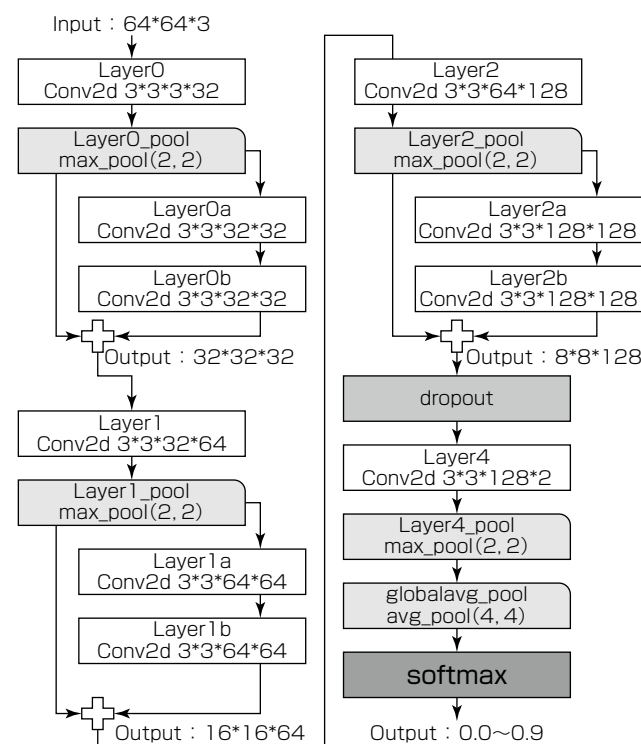 Input : 64*64*3
Layer0
Conv2d 3*3*3*32
Layer0_pool
max_pool(2, 2)
Layer0a
Conv2d 3*3*32*32
Layer0b
Conv2d 3*3*32*32
Output : 32*32*32
Layer1
Conv2d 3*3*32*64
Layer1_pool
max_pool(2, 2)
Layer1a
Conv2d 3*3*64*64
Layer1b
Conv2d 3*3*64*64
Output : 16*16*64
Layer2
Conv2d 3*3*64*128
Layer2_pool
max_pool(2, 2)
Layer2a
Conv2d 3*3*128*128
Layer2b
Conv2d 3*3*128*128
Output : 8*8*128
dropout
Layer4
Conv2d 3*3*128*2
Layer4_pool
max_pool(2, 2)
globalavg_pool
avg_pool(4, 4)
softmax
Output : 0.0～0.9